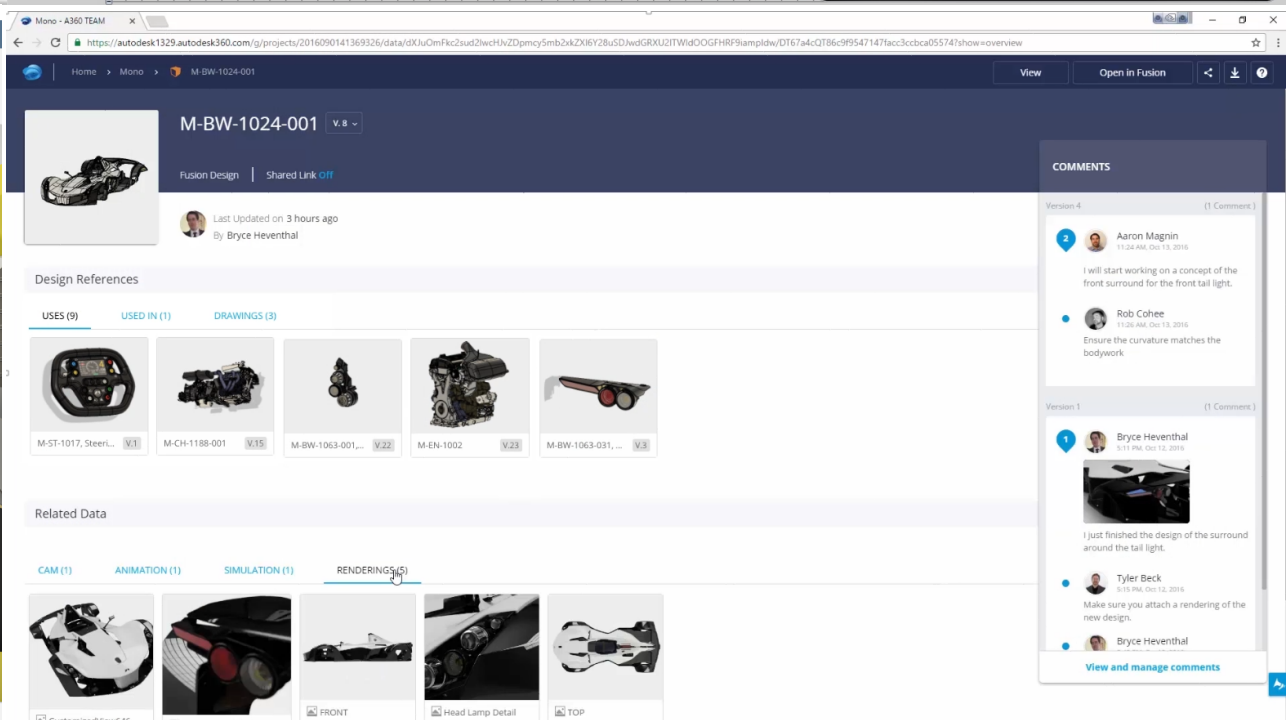 Mono - A360 TEAM
https://autodesk1329.autodesk360.com/g/projects/2016090141369326/data/
Home > Mono > M-BW-1024-001
View
Open in Fusion
M-BW-1024-001 V. 8
Fusion Design | Shared Link Off
Last Updated on 3 hours ago
By Bryce Heventhal
Design References
USES (9) USED IN (1) DRAWINGS (3)
M-ST-1017, Steeri... V.1
M-CH-1188-001 V.15
M-BW-1063-001,... V.22
M-EN-1002 V.23
M-BW-1063-031, ... V.3
Related Data
CAM (1) ANIMATION (1) SIMULATION (1) RENDERINGS (5)
FRONT
Head Lamp Detail
TOP
COMMENTS
Version 4 (1 Comment )
2
Aaron Magnin
11:24 AM, Oct 13, 2016
I will start working on a concept of the
front surround for the front tail light.
Rob Cohee
11:26 AM, Oct 13, 2016
Ensure the curvature matches the
bodywork
Version 1 (1 Comment )
1
Bryce Heventhal
5:11 PM, Oct 12, 2016
I just finished the design of the surround
around the tail light.
Tyler Beck
5:15 PM, Oct 12, 2016
Make sure you attach a rendering of the
new design.
Bryce Heventhal
View and manage comments